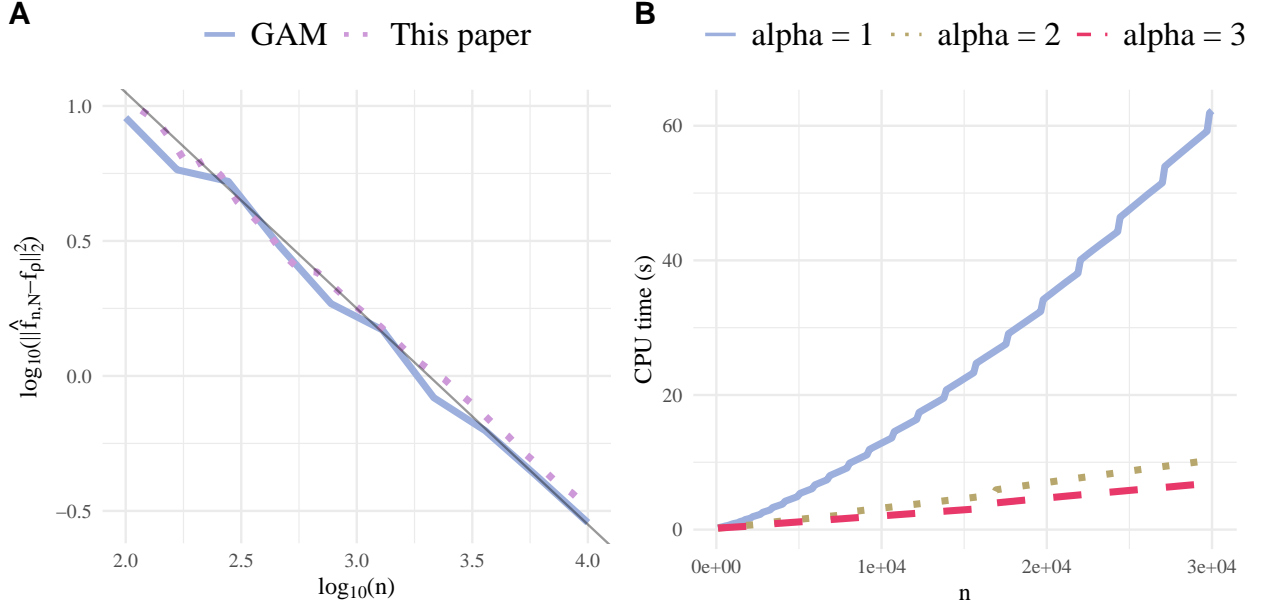 A
GAM This paper
1.0
0.5
0.0
−0.5
2.0 2.5 3.0 3.5 4.0
log₁₀(n)
log₁₀(||f̂ₙ,N−fρ||²₂)
B
alpha = 1 alpha = 2 alpha = 3
60
40
20
0
0e+00 1e+04 2e+04 3e+04
n
CPU time (s)